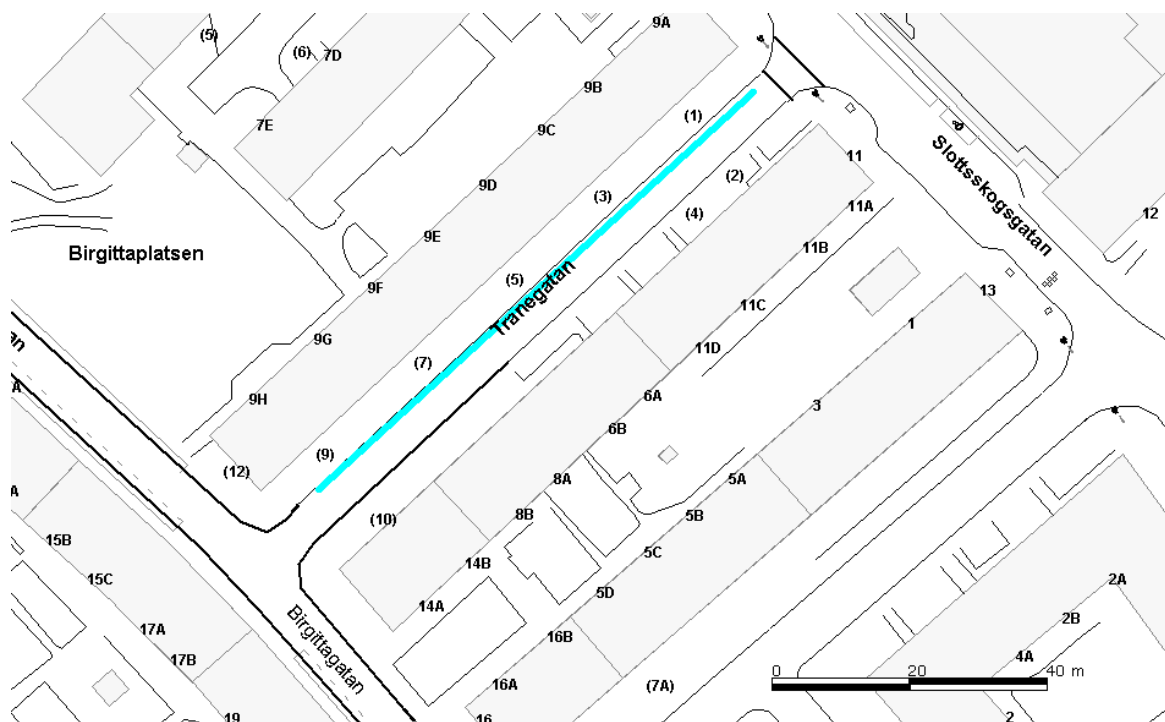 9A
(5)
(6)
7D
9B
7E
9C
(1)
Slottsskogsgatan
11
9D
(2)
(3)
11A
12
(4)
9E
11B
Birgittaplatsen
(5)
Tranegatan
9F
13
11C
1
9G
11D
(7)
an
A
6A
9H
3
6B
(9)
(12)
8A
5A
A
(10)
8B
5B
15B
5C
14B
15C
5D
2A
14A
2B
17A
16B
Birgittagatan
17B
4A
0
20
40 m
16A
(7A)
19
16
2